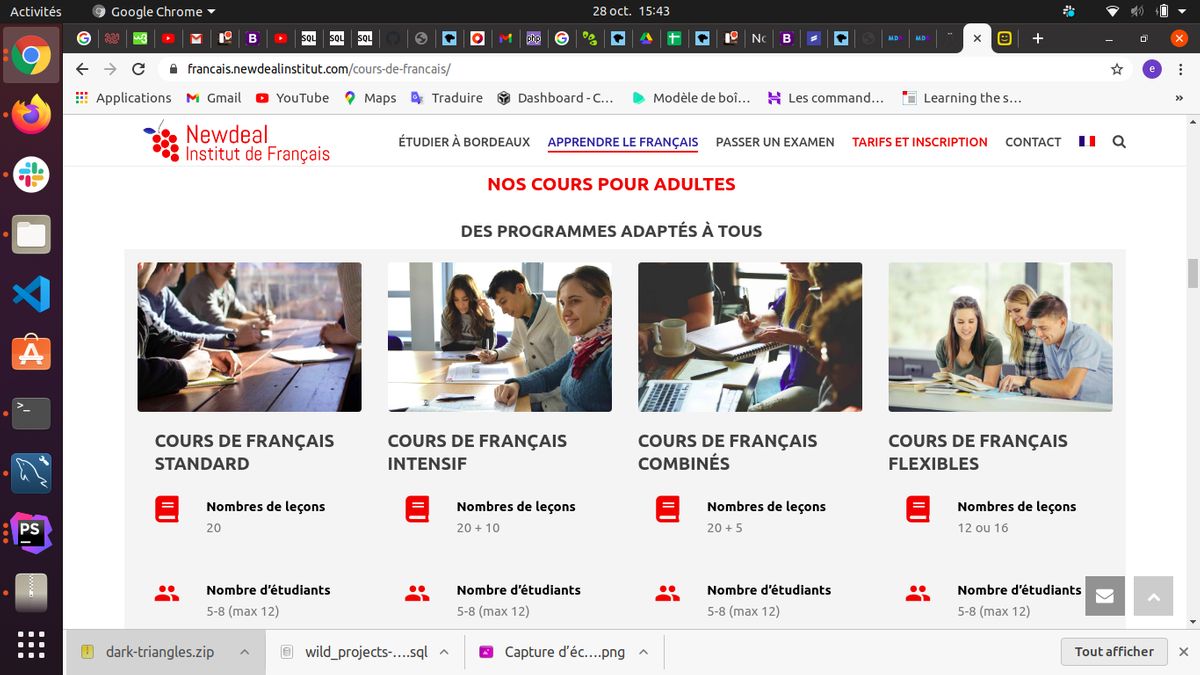 Activités
Google Chrome
28 oct. 15:43
francais.newdealinstitut.com/cours-de-francais/
Applications
Gmail
YouTube
Maps
Traduire
Dashboard - C…
Modèle de boî…
Les command…
Learning the s…
»
Newdeal
Institut de Français
ÉTUDIER À BORDEAUX
APPRENDRE LE FRANÇAIS
PASSER UN EXAMEN
TARIFS ET INSCRIPTION
CONTACT
NOS COURS POUR ADULTES
DES PROGRAMMES ADAPTÉS À TOUS
COURS DE FRANÇAIS
STANDARD
Nombres de leçons
20
Nombre d’étudiants
5-8 (max 12)
COURS DE FRANÇAIS
INTENSIF
Nombres de leçons
20 + 10
Nombre d’étudiants
5-8 (max 12)
COURS DE FRANÇAIS
COMBINÉS
Nombres de leçons
20 + 5
Nombre d’étudiants
5-8 (max 12)
COURS DE FRANÇAIS
FLEXIBLES
Nombres de leçons
12 ou 16
Nombre d’étudiants
5-8 (max 12)
dark-triangles.zip
wild_projects-....sql
Capture d’éc....png
Tout afficher